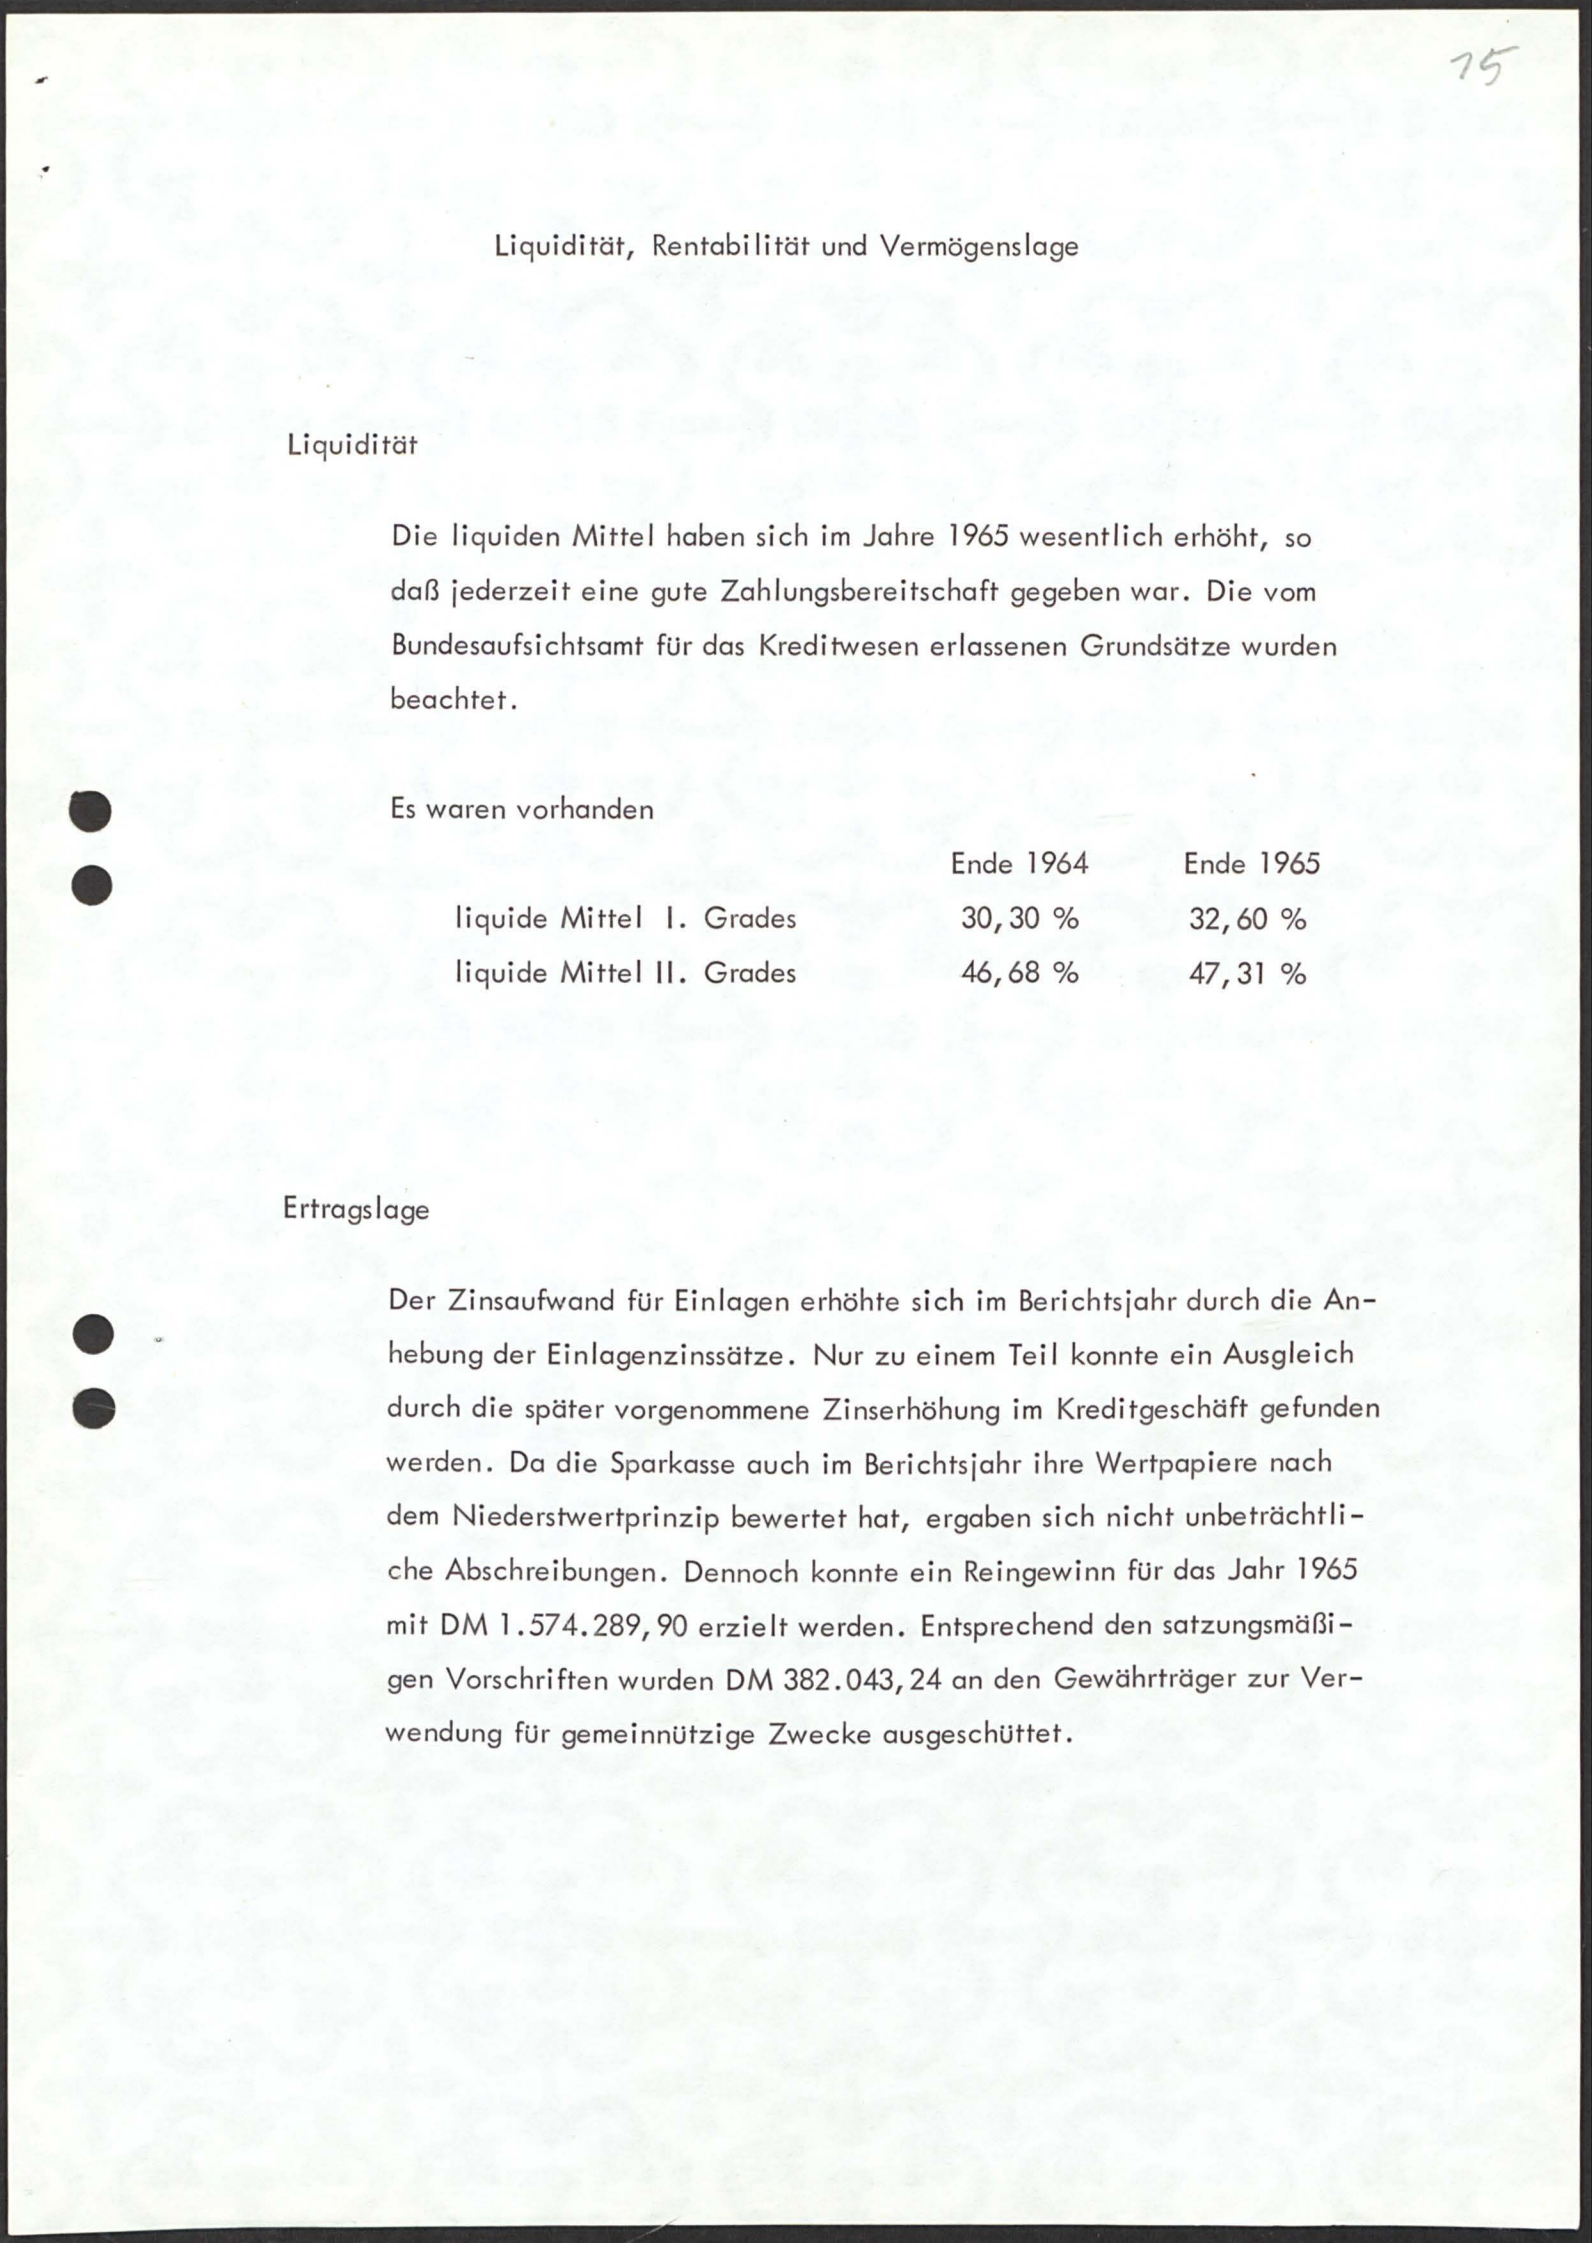 15
Liquidität, Rentabilität und Vermögenslage
Liquidität
Die liquiden Mittel haben sich im Jahre 1965 wesentlich erhöht, so
daß jederzeit eine gute Zahlungsbereitschaft gegeben war. Die vom
Bundesaufsichtsamt für das Kreditwesen erlassenen Grundsätze wurden
beachtet.
Es waren vorhanden
Ende 1964 Ende 1965
liquide Mittel I. Grades 30,30 % 32,60 %
liquide Mittel II. Grades 46,68 % 47,31 %
Ertragslage
Der Zinsaufwand für Einlagen erhöhte sich im Berichtsjahr durch die An-
hebung der Einlagenzinssätze. Nur zu einem Teil konnte ein Ausgleich
durch die später vorgenommene Zinserhöhung im Kreditgeschäft gefunden
werden. Da die Sparkasse auch im Berichtsjahr ihre Wertpapiere nach
dem Niederstwertprinzip bewertet hat, ergaben sich nicht unbeträchtli-
che Abschreibungen. Dennoch konnte ein Reingewinn für das Jahr 1965
mit DM 1.574.289,90 erzielt werden. Entsprechend den satzungsmäßi-
gen Vorschriften wurden DM 382.043,24 an den Gewährträger zur Ver-
wendung für gemeinnützige Zwecke ausgeschüttet.